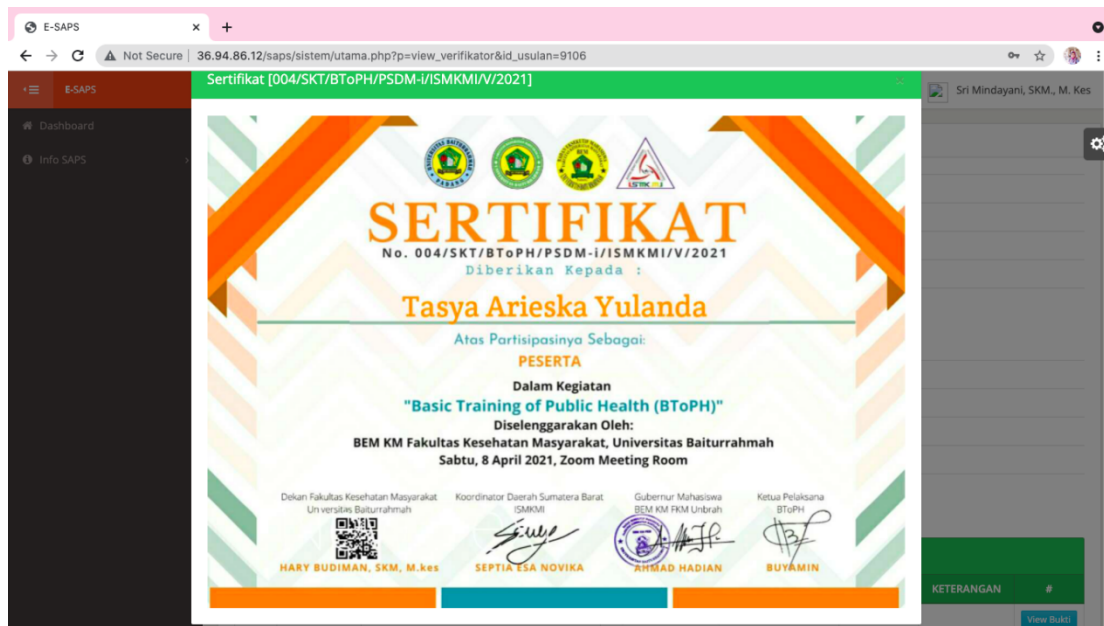 E-SAPS
Not Secure | 36.94.86.12/saps/sistem/utama.php?p=view_verifikator&id_usulan=9106
E-SAPS
Sertifikat [004/SKT/BToPH/PSDM-i/ISMKMI/V/2021]
Sri Mindayani, SKM., M. Kes
Dashboard
Info SAPS
UNIVERSITAS BAITURRAHMAH
PADANG
BEM
ISMKMI
SERTIFIKAT
No. 004/SKT/BToPH/PSDM-i/ISMKMI/V/2021
Diberikan Kepada :
Tasya Arieska Yulanda
Atas Partisipasinya Sebagai:
PESERTA
Dalam Kegiatan
"Basic Training of Public Health (BToPH)"
Diselenggarakan Oleh:
BEM KM Fakultas Kesehatan Masyarakat, Universitas Baiturrahmah
Sabtu, 8 April 2021, Zoom Meeting Room
Dekan Fakultas Kesehatan Masyarakat
Universitas Baiturrahmah
HARY BUDIMAN, SKM, M.kes
Koordinator Daerah Sumatera Barat
ISMKMI
SEPTIA ESA NOVIKA
Gubernur Mahasiswa
BEM KM FKM Unbrah
AHMAD HADIAN
Ketua Pelaksana
BToPH
BUYAMIN
KETERANGAN
#
View Bukti